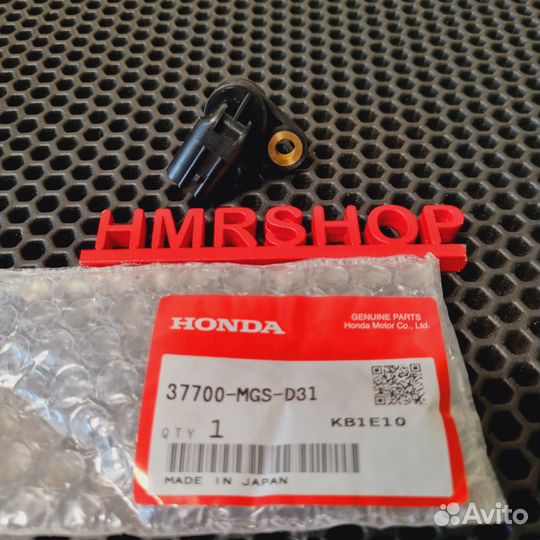 HMRSHOP
HONDA
GENUINE PARTS
Honda Motor Co., Ltd.
37700-MGS-D31
QTY 1
KB1E10
MADE IN JAPAN
Avito